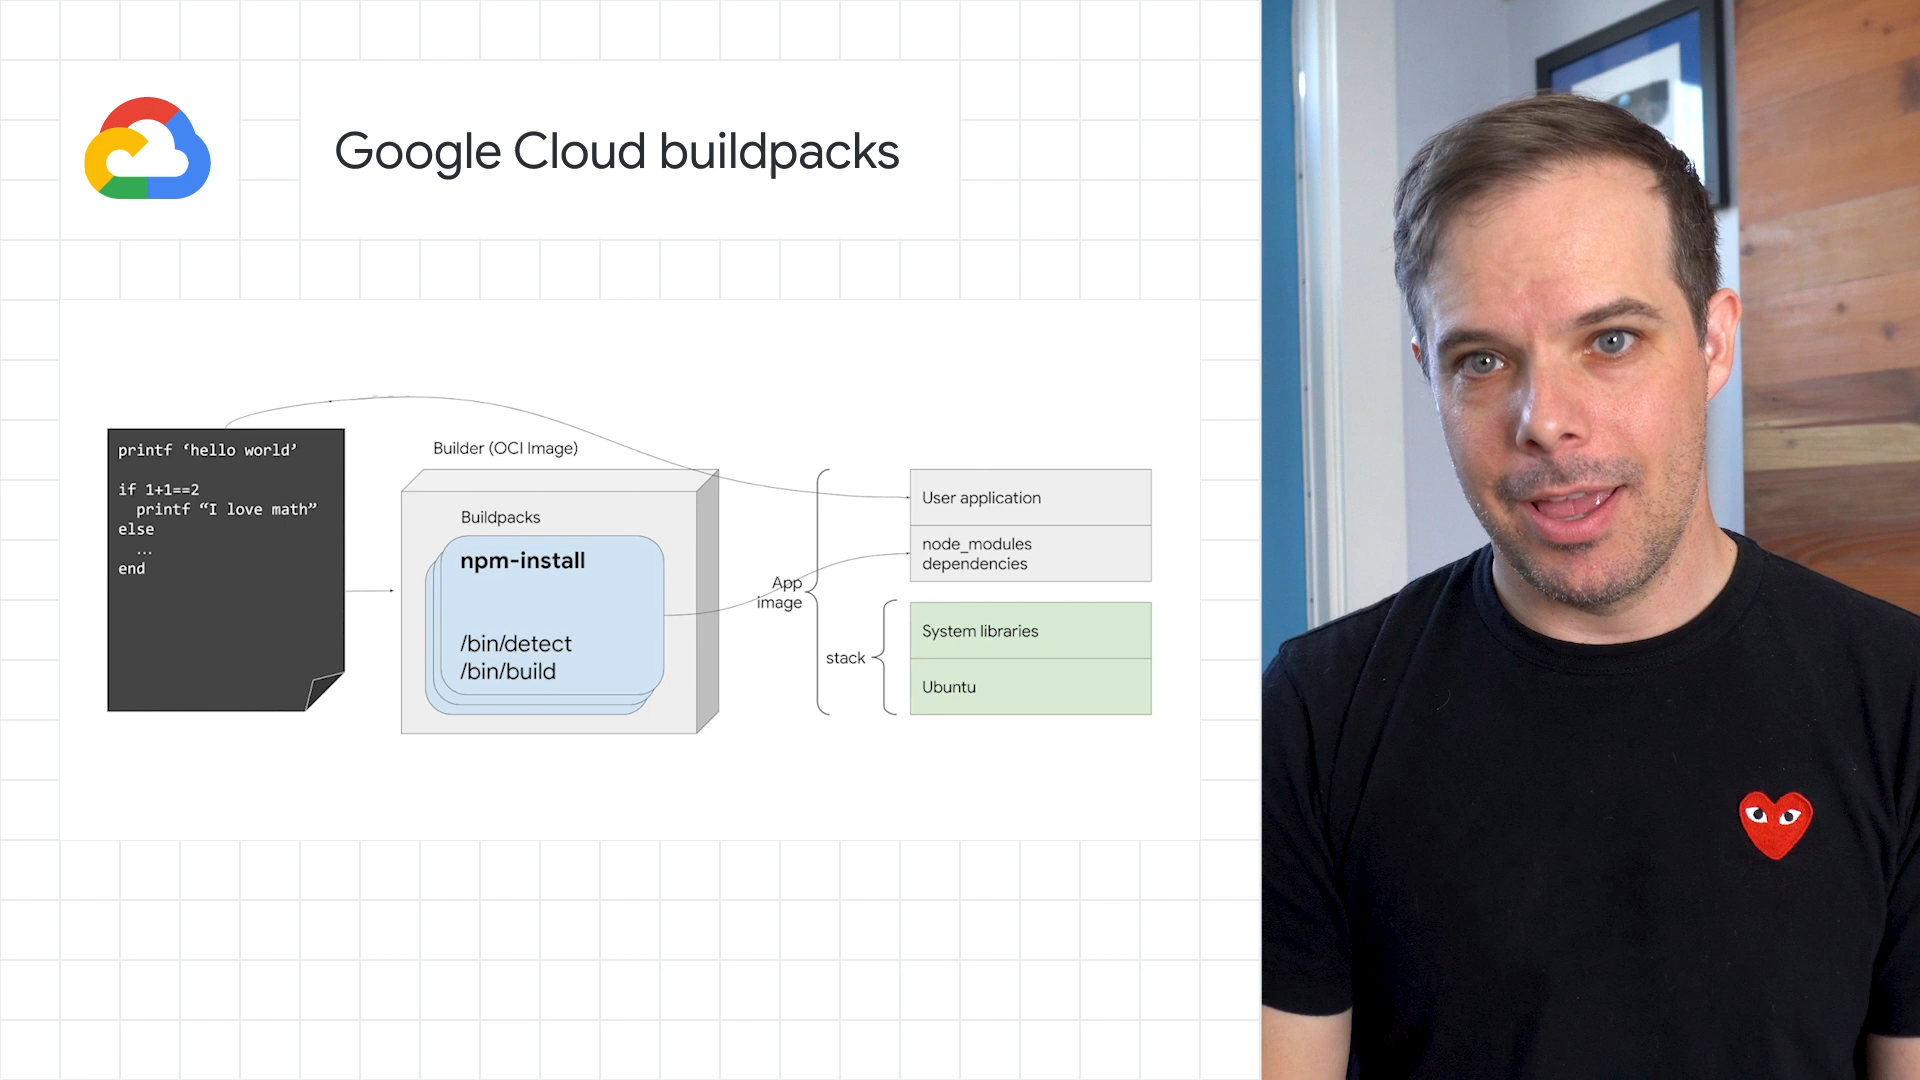 Google Cloud buildpacks
printf ‘hello world’
if 1+1==2
printf “I love math”
else
...
end
Builder (OCI Image)
Buildpacks
npm-install
/bin/detect
/bin/build
App
image
stack
User application
node_modules
dependencies
System libraries
Ubuntu